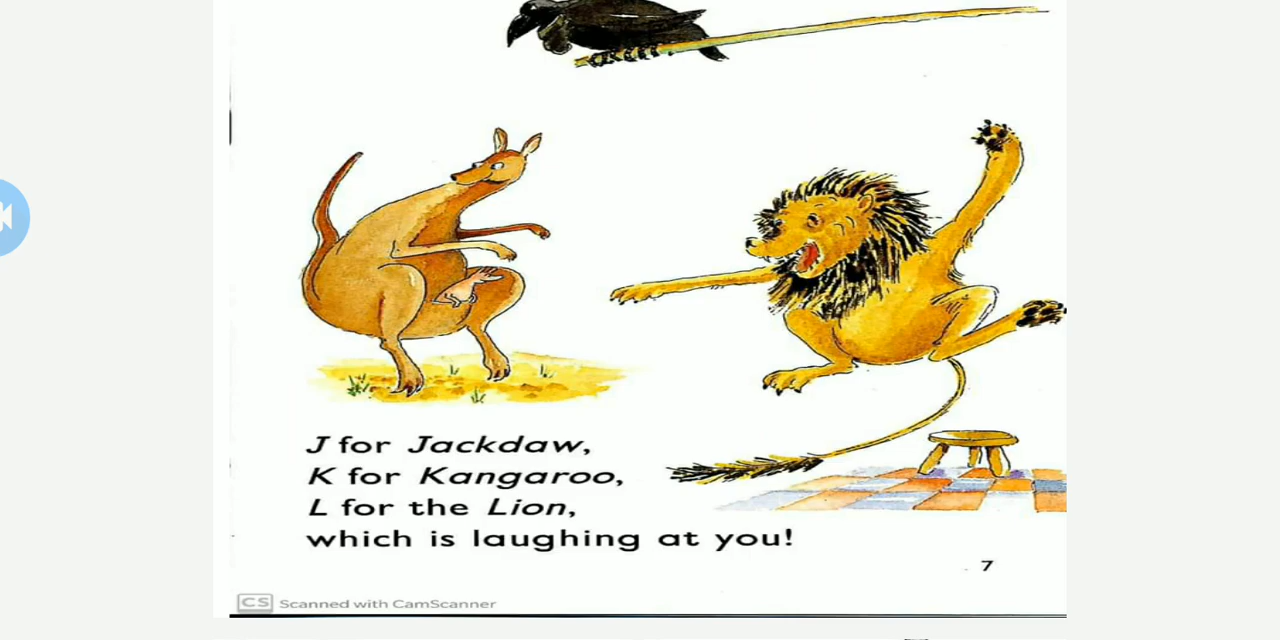 J for Jackdaw,
K for Kangaroo,
L for the Lion,
which is laughing at you!
7
CS Scanned with CamScanner